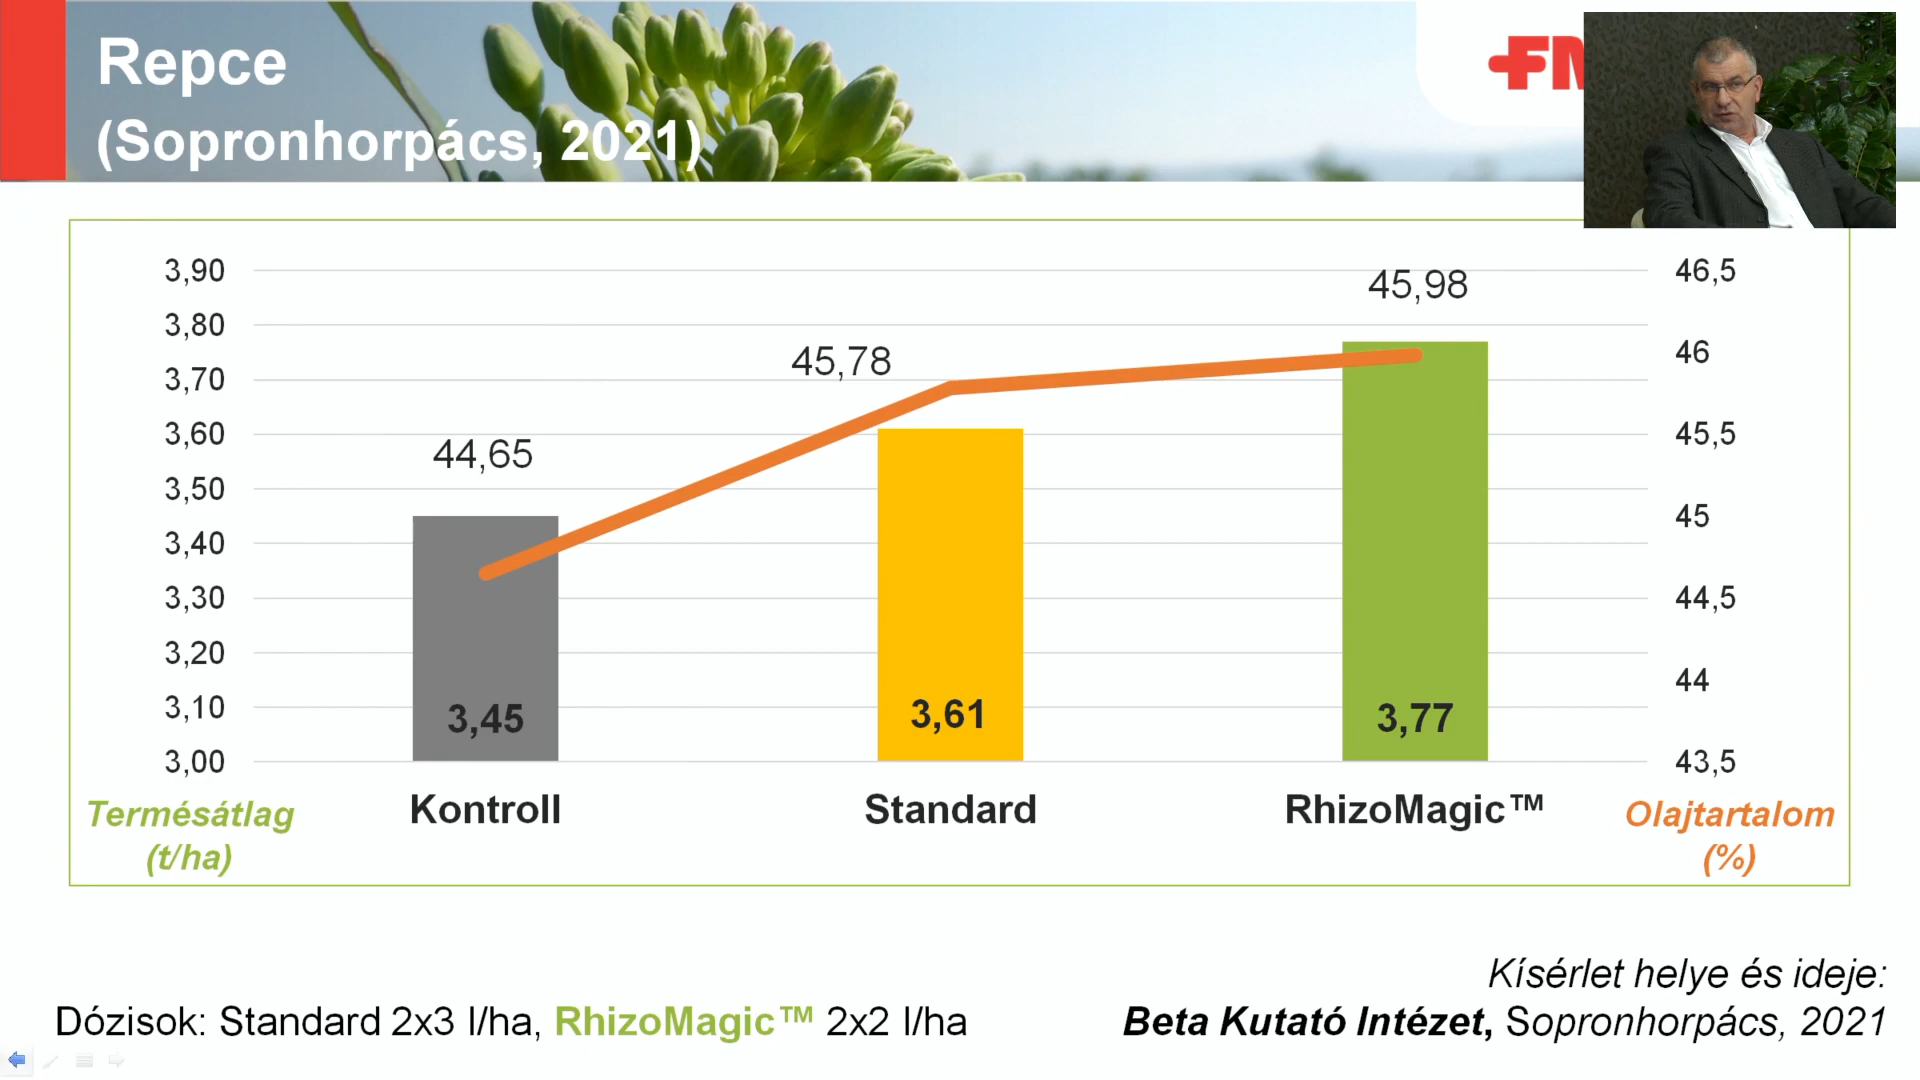 Repce
(Sopronhorpács, 2021)
3,90
3,80
3,70
3,60
3,50
3,40
3,30
3,20
3,10
3,00
46,5
46
45,5
45
44,5
44
43,5
44,65
45,78
45,98
3,45
3,61
3,77
Kontroll
Standard
RhizoMagic™
Termésátlag
(t/ha)
Olajtartalom
(%)
Kísérlet helye és ideje:
Dózisok: Standard 2x3 l/ha, RhizoMagic™ 2x2 l/ha
Beta Kutató Intézet, Sopronhorpács, 2021